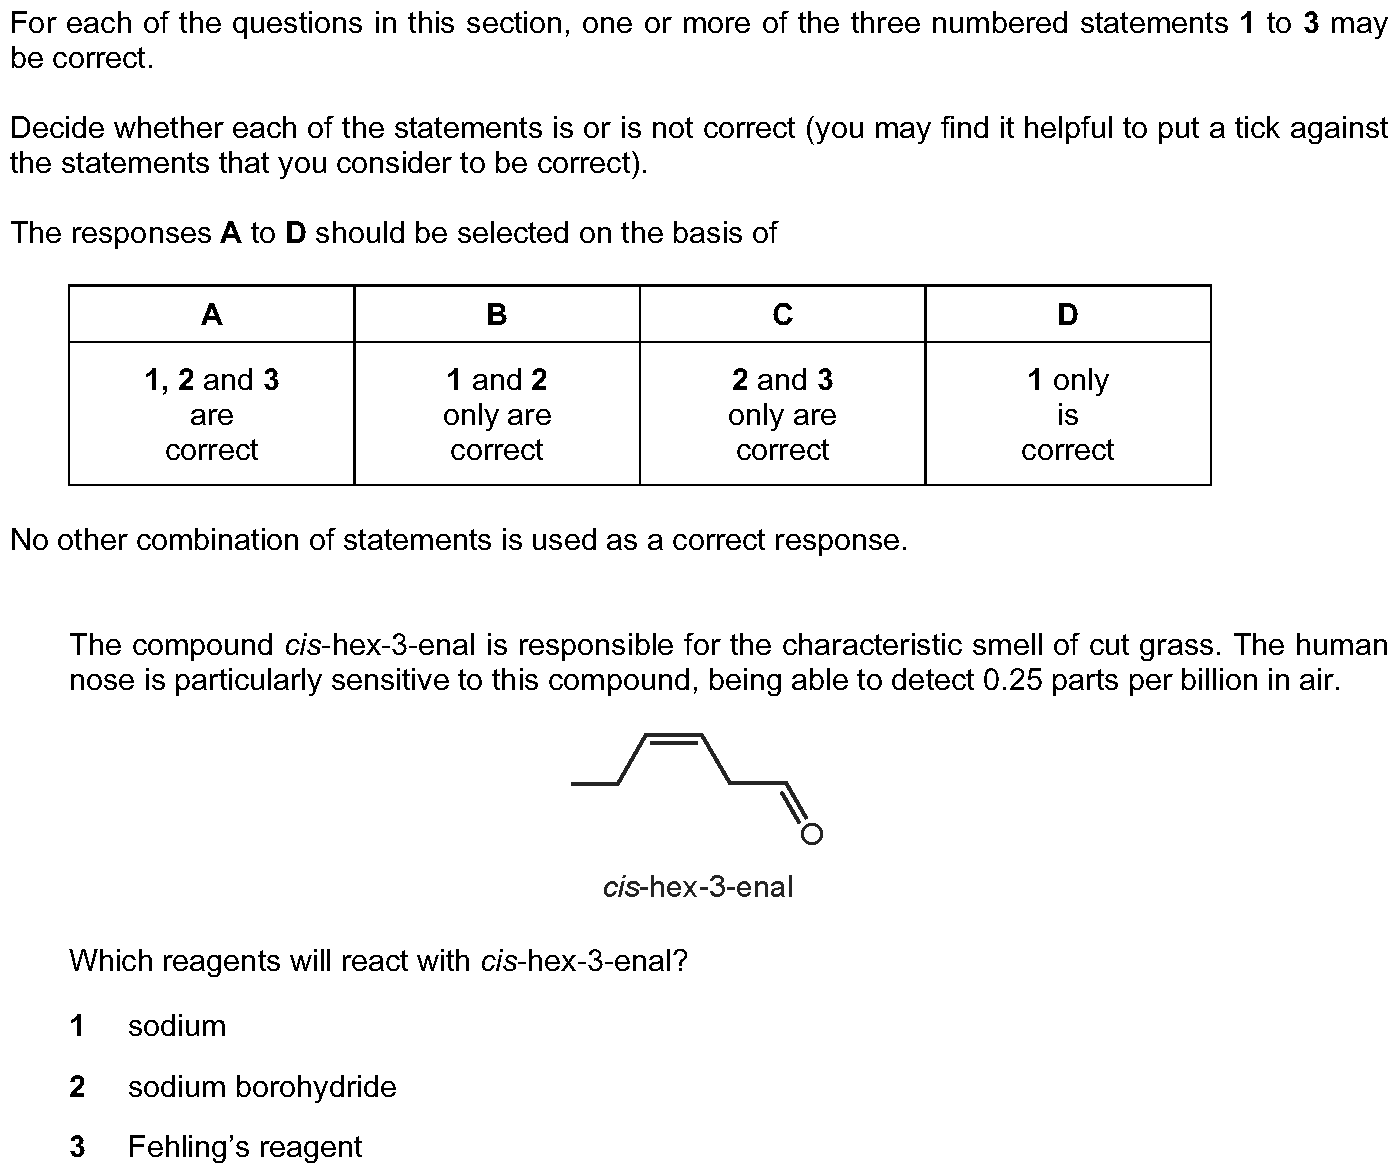 For each of the questions in this section, one or more of the three numbered statements 1 to 3 may
be correct.
Decide whether each of the statements is or is not correct (you may find it helpful to put a tick against
the statements that you consider to be correct).
The responses A to D should be selected on the basis of
A B C D
1, 2 and 3 1 and 2 2 and 3 1 only
are only are only are is
correct correct correct correct
No other combination of statements is used as a correct response.
The compound cis-hex-3-enal is responsible for the characteristic smell of cut grass. The human
nose is particularly sensitive to this compound, being able to detect 0.25 parts per billion in air.
O
cis-hex-3-enal
Which reagents will react with cis-hex-3-enal?
1 sodium
2 sodium borohydride
3 Fehling's reagent